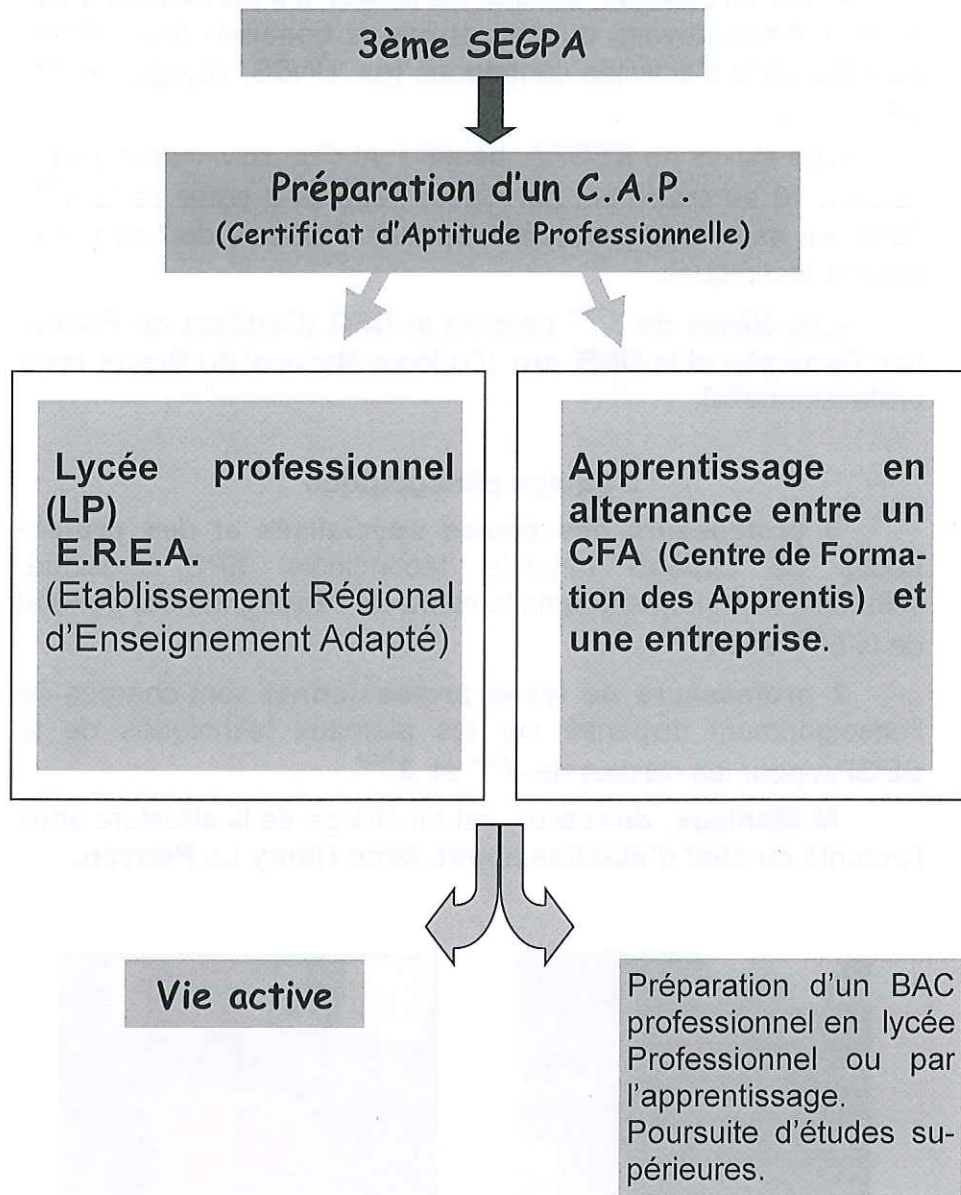 3ème SEGPA
Préparation d'un C.A.P.
(Certificat d'Aptitude Professionnelle)
Lycée professionnel
(LP)
E.R.E.A.
(Etablissement Régional
d'Enseignement Adapté)
Apprentissage en
alternance entre un
CFA (Centre de Forma-
tion des Apprentis) et
une entreprise.
Vie active
Préparation d'un BAC
professionnel en lycée
Professionnel ou par
l'apprentissage.
Poursuite d'études su-
périeures.